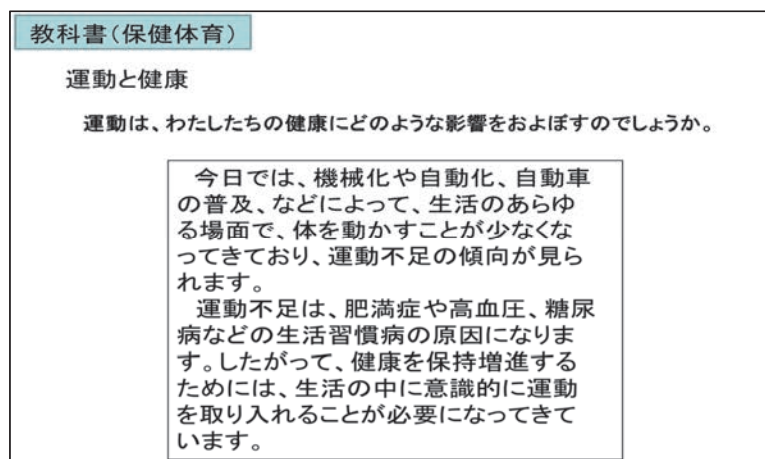 教科書（保健体育）
運動と健康
運動は、わたしたちの健康にどのような影響をおよぼすのでしょうか。
今日では、機械化や自動化、自動車
の普及、などによって、生活のあらゆ
る場面で、体を動かすことが少なくな
ってきており、運動不足の傾向が見ら
れます。
運動不足は、肥満症や高血圧、糖尿
病などの生活習慣病の原因になりま
す。したがって、健康を保持増進する
ためには、生活の中に意識的に運動
を取り入れることが必要になってきて
います。